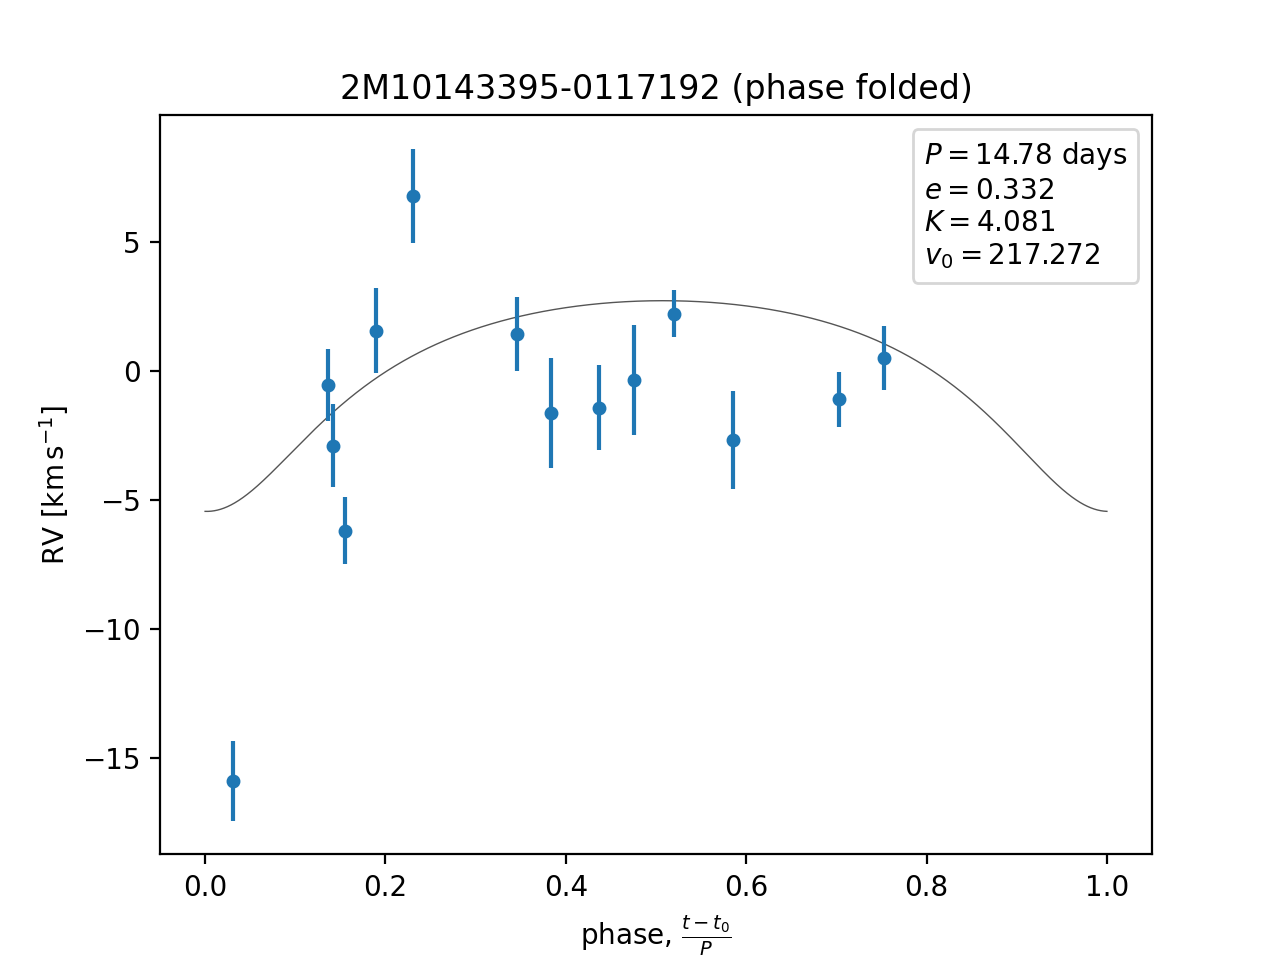 2M10143395-0117192 (phase folded)
P = 14.78 days
e = 0.332
K = 4.081
v₀ = 217.272
RV [km s⁻¹]
5
0
−5
−10
−15
0.0 0.2 0.4 0.6 0.8 1.0
phase, (t − t₀)/P